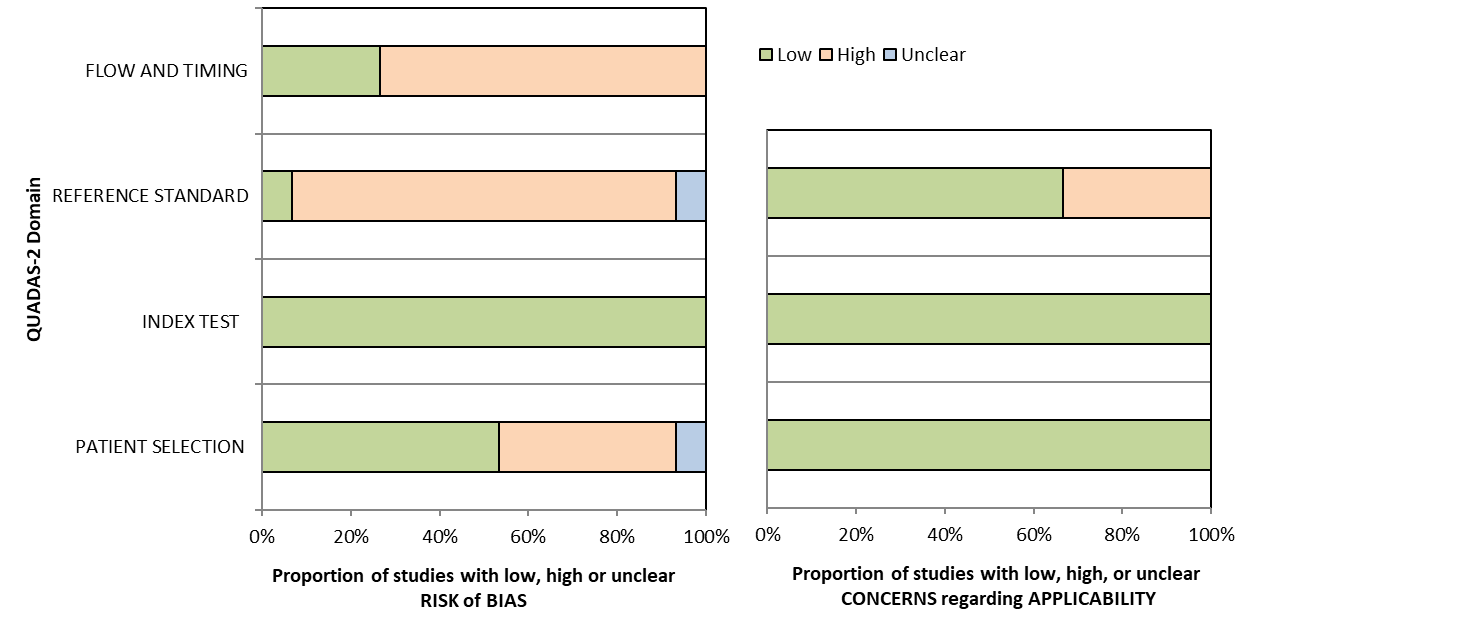 QUADAS-2 Domain
FLOW AND TIMING
REFERENCE STANDARD
INDEX TEST
PATIENT SELECTION
0% 20% 40% 60% 80% 100%
Proportion of studies with low, high or unclear
RISK of BIAS
Low High Unclear
0% 20% 40% 60% 80% 100%
Proportion of studies with low, high, or unclear
CONCERNS regarding APPLICABILITY